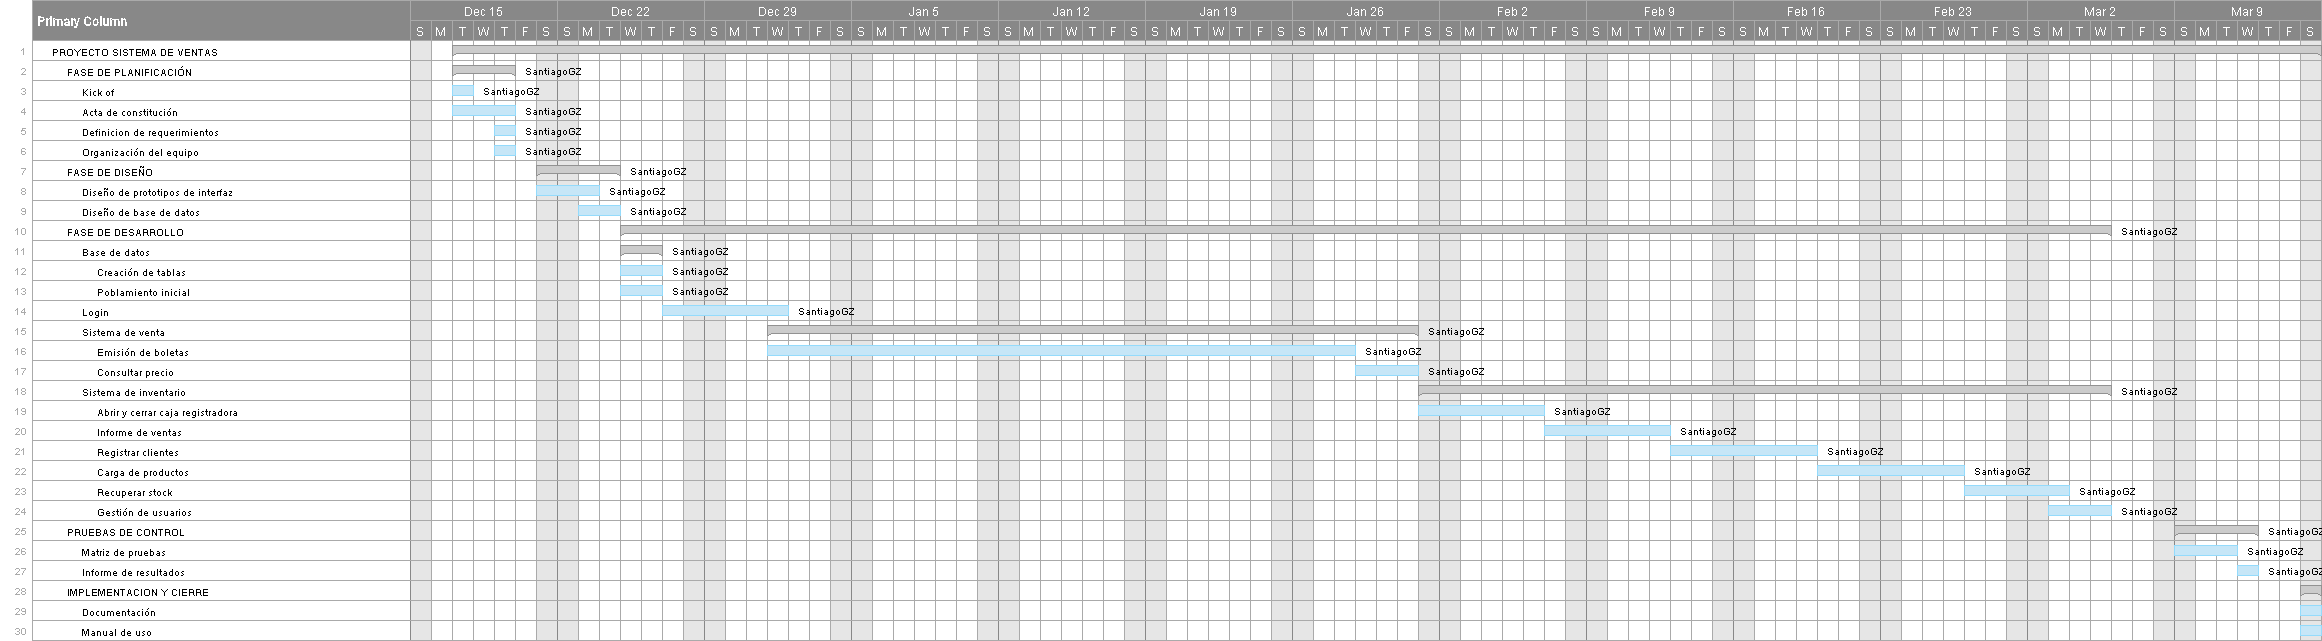 Primary Column Dec 15 Dec 22 Dec 29 Jan 5 Jan 12 Jan 19 Jan 26 Feb 2 Feb 9 Feb 16 Feb 23 Mar 2 Mar 9
S M T W T F S S M T W T F S S M T W T F S S M T W T F S S M T W T F S S M T W T F S S M T W T F S S M T W T F S S M T W T F S S M T W T F S S M T W T F S S M T W T F S S M T W T F S
1 PROYECTO SISTEMA DE VENTAS
2 FASE DE PLANIFICACIÓN SantiagoGZ
3 Kick of SantiagoGZ
4 Acta de constitución SantiagoGZ
5 Definicion de requerimientos SantiagoGZ
6 Organización del equipo SantiagoGZ
7 FASE DE DISEÑO SantiagoGZ
8 Diseño de prototipos de interfaz SantiagoGZ
9 Diseño de base de datos SantiagoGZ
10 FASE DE DESARROLLO SantiagoGZ
11 Base de datos SantiagoGZ
12 Creación de tablas SantiagoGZ
13 Poblamiento inicial SantiagoGZ
14 Login SantiagoGZ
15 Sistema de venta SantiagoGZ
16 Emisión de boletas SantiagoGZ
17 Consultar precio SantiagoGZ
18 Sistema de inventario SantiagoGZ
19 Abrir y cerrar caja registradora SantiagoGZ
20 Informe de ventas SantiagoGZ
21 Registrar clientes SantiagoGZ
22 Carga de productos SantiagoGZ
23 Recuperar stock SantiagoGZ
24 Gestión de usuarios SantiagoGZ
25 PRUEBAS DE CONTROL SantiagoGZ
26 Matriz de pruebas SantiagoGZ
27 Informe de resultados SantiagoGZ
28 IMPLEMENTACION Y CIERRE
29 Documentación
30 Manual de uso